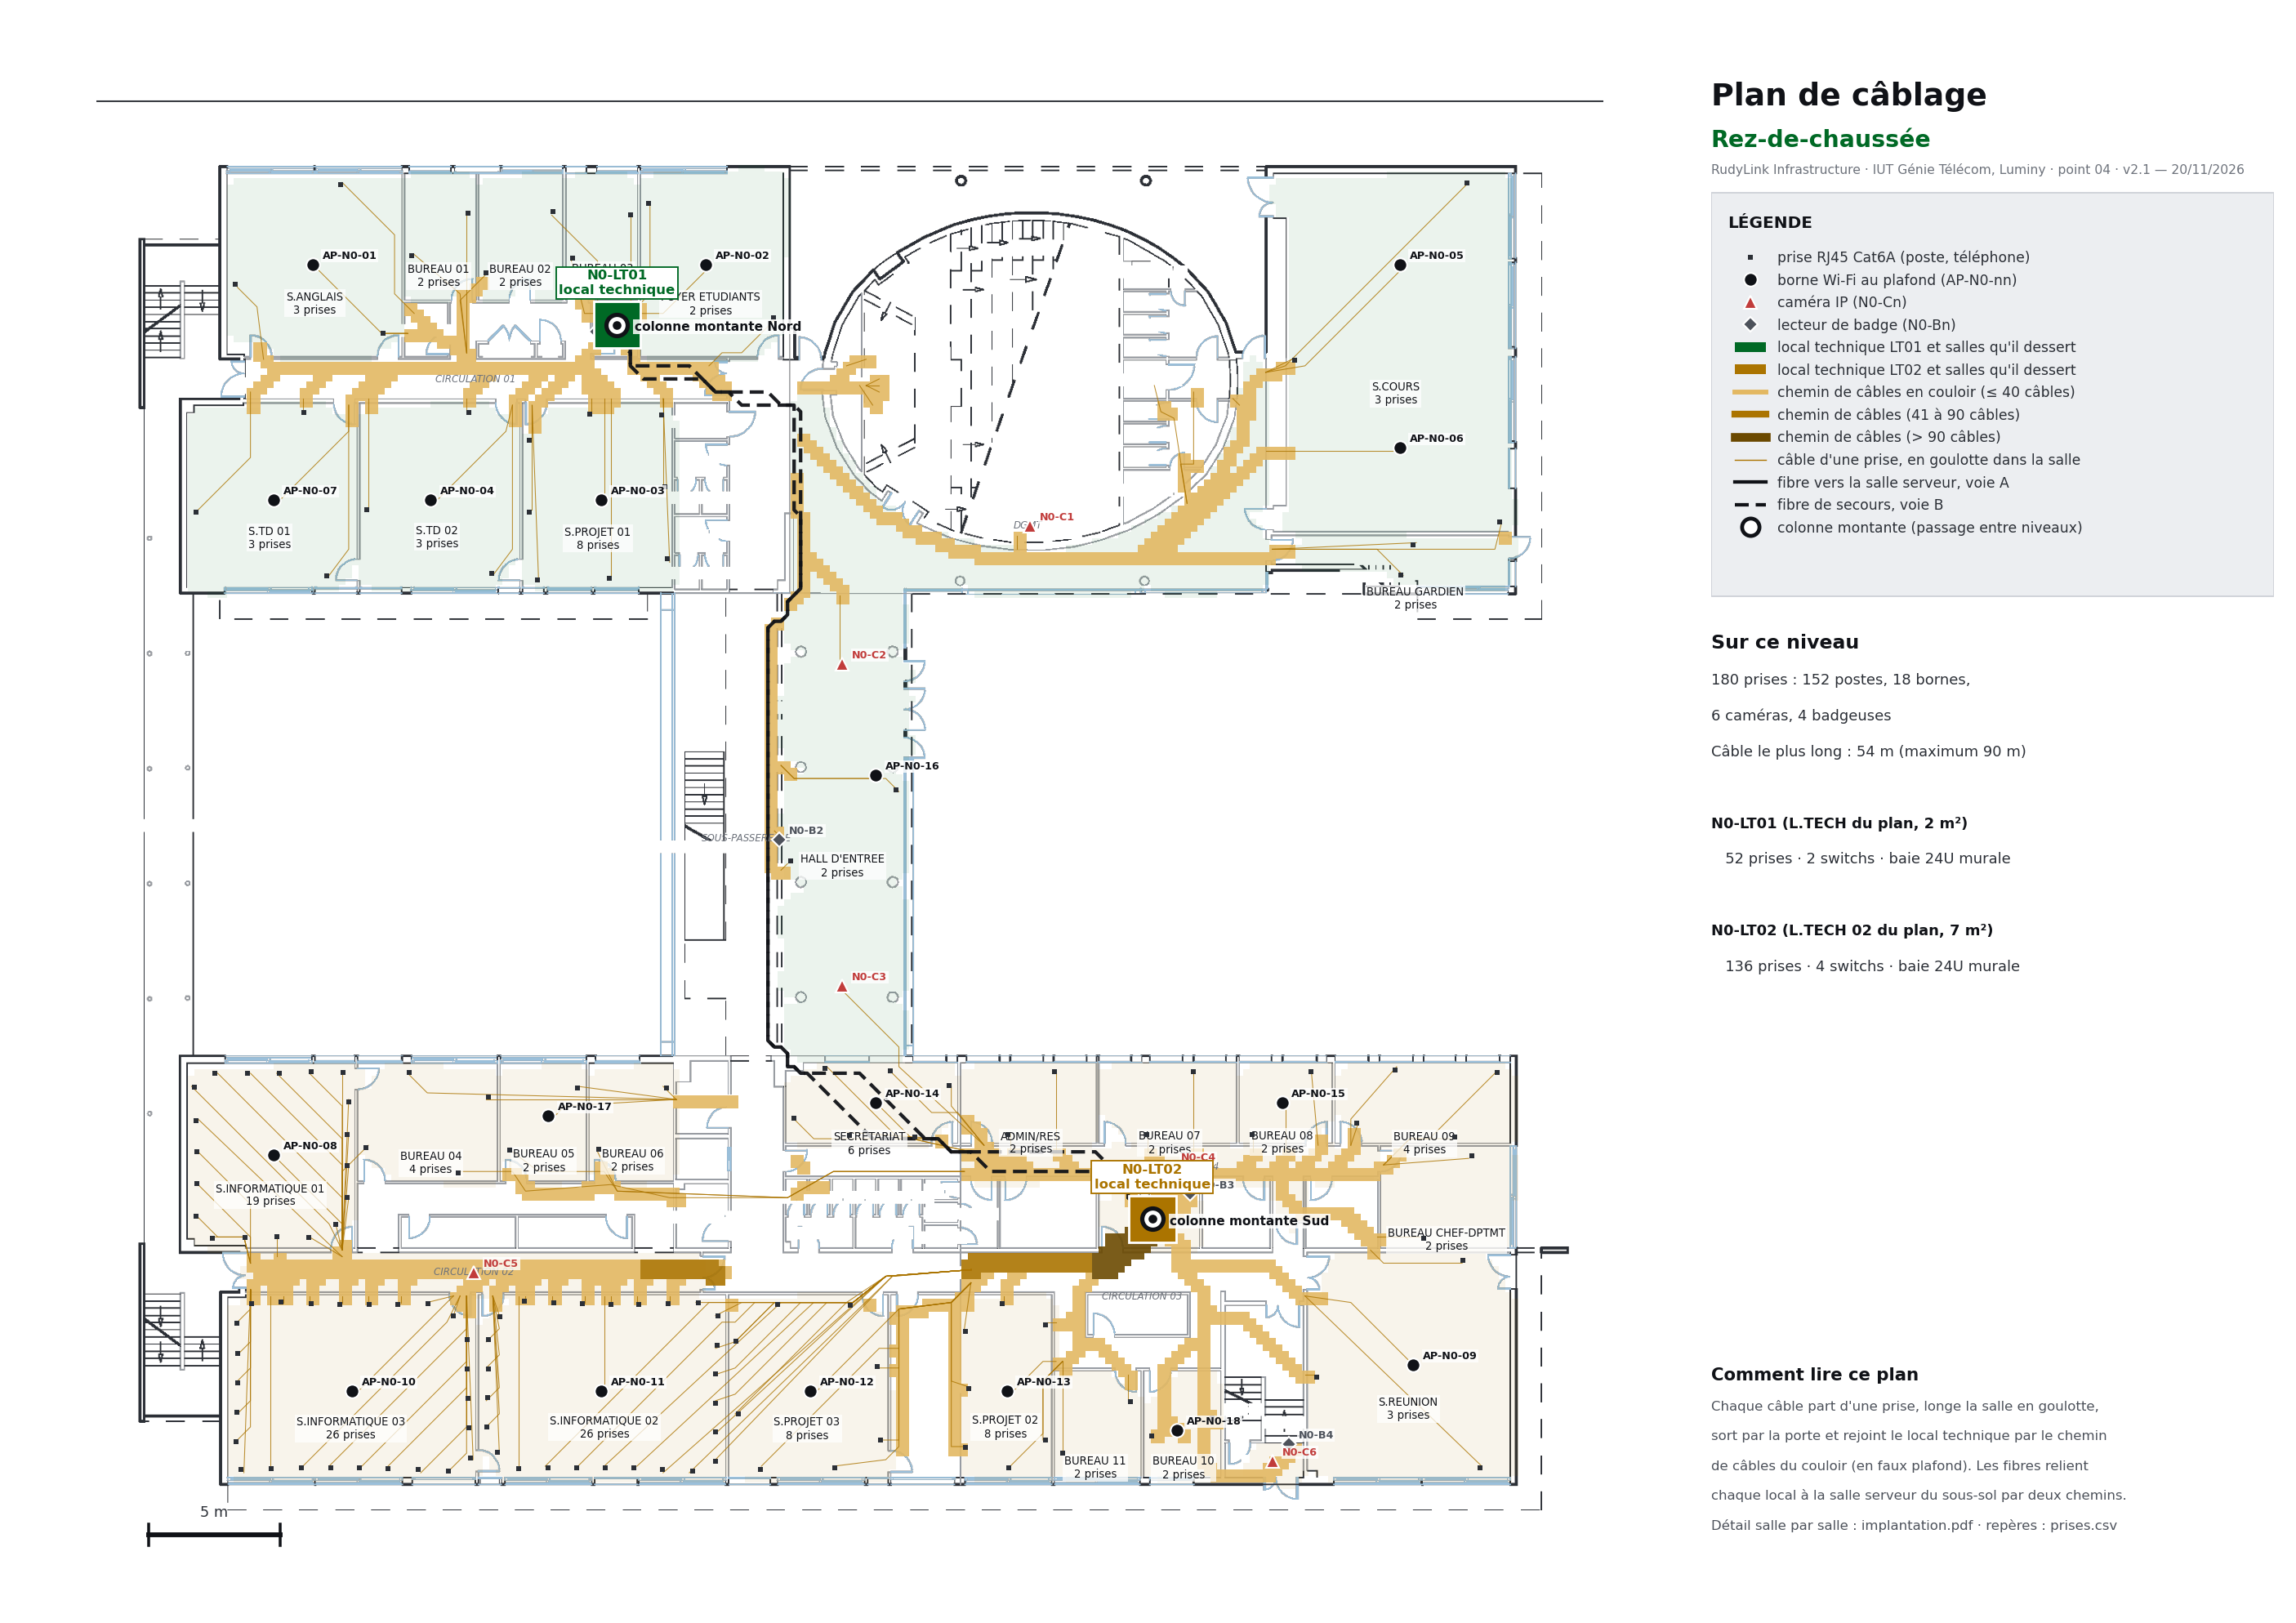 Plan de câblage
Rez-de-chaussée
RudyLink Infrastructure · IUT Génie Télécom, Luminy · point 04 · v2.1 — 20/11/2026
LÉGENDE
prise RJ45 Cat6A (poste, téléphone)
borne Wi-Fi au plafond (AP-N0-nn)
caméra IP (N0-Cn)
lecteur de badge (N0-Bn)
local technique LT01 et salles qu'il dessert
local technique LT02 et salles qu'il dessert
chemin de câbles en couloir (≤ 40 câbles)
chemin de câbles (41 à 90 câbles)
chemin de câbles (> 90 câbles)
câble d'une prise, en goulotte dans la salle
fibre vers la salle serveur, voie A
fibre de secours, voie B
colonne montante (passage entre niveaux)
Sur ce niveau
180 prises : 152 postes, 18 bornes,
6 caméras, 4 badgeuses
Câble le plus long : 54 m (maximum 90 m)
N0-LT01 (L.TECH du plan, 2 m²)
52 prises · 2 switchs · baie 24U murale
N0-LT02 (L.TECH 02 du plan, 7 m²)
136 prises · 4 switchs · baie 24U murale
Comment lire ce plan
Chaque câble part d'une prise, longe la salle en goulotte,
sort par la porte et rejoint le local technique par le chemin
de câbles du couloir (en faux plafond). Les fibres relient
chaque local à la salle serveur du sous-sol par deux chemins.
Détail salle par salle : implantation.pdf · repères : prises.csv
AP-N0-01
S.ANGLAIS
3 prises
BUREAU 01
2 prises
BUREAU 02
2 prises
N0-LT01
local technique
AP-N0-02
ETUDIANTS
2 prises
colonne montante Nord
CIRCULATION 01
AP-N0-05
S.COURS
3 prises
AP-N0-06
AP-N0-07
S.TD 01
3 prises
AP-N0-04
S.TD 02
3 prises
AP-N0-03
S.PROJET 01
8 prises
N0-C1
BUREAU GARDIEN
2 prises
N0-C2
AP-N0-16
N0-B2
HALL D'ENTREE
2 prises
N0-C3
AP-N0-08
S.INFORMATIQUE 01
19 prises
BUREAU 04
4 prises
AP-N0-17
BUREAU 05
2 prises
BUREAU 06
2 prises
AP-N0-14
SECRÉTARIAT
6 prises
ADMIN/RES
2 prises
BUREAU 07
2 prises
AP-N0-15
BUREAU 08
2 prises
BUREAU 09
4 prises
N0-C4
N0-LT02
local technique
-B3
colonne montante Sud
BUREAU CHEF-DPTMT
2 prises
N0-C5
CIRCULATION 02
CIRCULATION 03
AP-N0-10
S.INFORMATIQUE 03
26 prises
AP-N0-11
S.INFORMATIQUE 02
26 prises
AP-N0-12
S.PROJET 03
8 prises
AP-N0-13
S.PROJET 02
8 prises
AP-N0-09
S.REUNION
3 prises
AP-N0-18
N0-B4
N0-C6
BUREAU 11
2 prises
BUREAU 10
2 prises
5 m